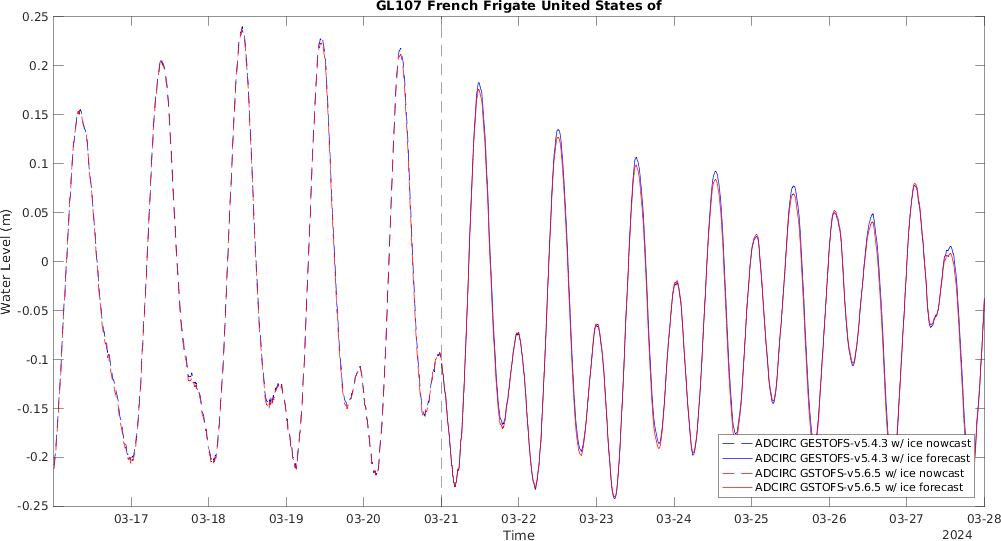 GL107 French Frigate United States of
0.25
0.2
0.15
0.1
0.05
0
-0.05
-0.1
-0.15
-0.2
-0.25
Water Level (m)
03-17 03-18 03-19 03-20 03-21 03-22 03-23 03-24 03-25 03-26 03-27 03-28
Time
2024
ADCIRC GESTOFS-v5.4.3 w/ ice nowcast
ADCIRC GESTOFS-v5.4.3 w/ ice forecast
ADCIRC GSTOFS-v5.6.5 w/ ice nowcast
ADCIRC GSTOFS-v5.6.5 w/ ice forecast